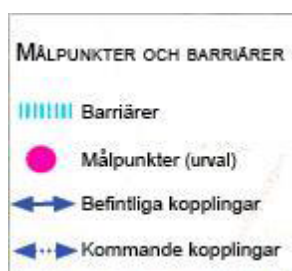 MÅLPUNKTER OCH BARRIÄRER
Barriärer
Målpunkter (urval)
Befintliga kopplingar
Kommande kopplingar